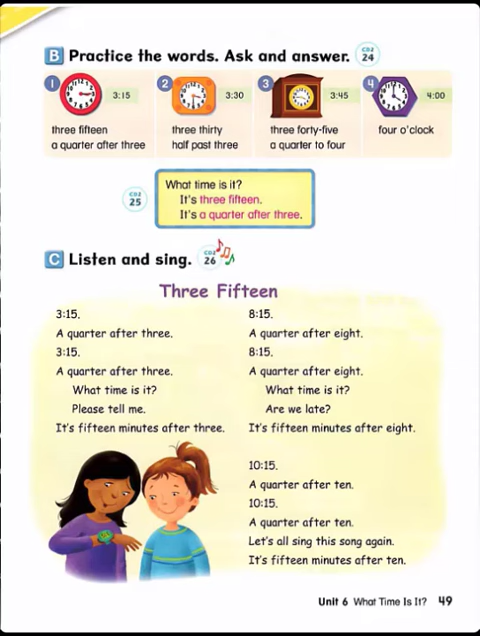 B Practice the words. Ask and answer. CD2 24
1 3:15
three fifteen
a quarter after three
2 3:30
three thirty
half past three
3 3:45
three forty-five
a quarter to four
4 4:00
four o'clock
CD2 25
What time is it?
It's three fifteen.
It's a quarter after three.
C Listen and sing. CD2 26
Three Fifteen
3:15.
A quarter after three.
3:15.
A quarter after three.
What time is it?
Please tell me.
It's fifteen minutes after three.
8:15.
A quarter after eight.
8:15.
A quarter after eight.
What time is it?
Are we late?
It's fifteen minutes after eight.
10:15.
A quarter after ten.
10:15.
A quarter after ten.
Let's all sing this song again.
It's fifteen minutes after ten.
Unit 6 What Time Is It? 49